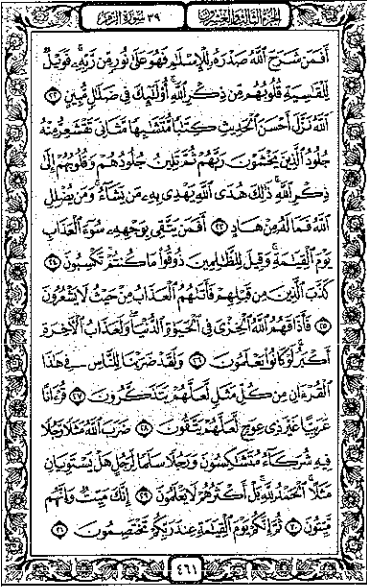 الجزء الثالث والعشرون ٣٩ سورة الزمر
أَفَمَن شَرَحَ ٱللَّهُ صَدْرَهُۥ لِلْإِسْلَـٰمِ فَهُوَ عَلَىٰ نُورٍ مِّن رَّبِّهِۦ ۚ فَوَيْلٌ
لِّلْقَـٰسِيَةِ قُلُوبُهُم مِّن ذِكْرِ ٱللَّهِ ۚ أُو۟لَـٰٓئِكَ فِى ضَلَـٰلٍ مُّبِينٍ ٢٢
ٱللَّهُ نَزَّلَ أَحْسَنَ ٱلْحَدِيثِ كِتَـٰبًا مُّتَشَـٰبِهًا مَّثَانِىَ تَقْشَعِرُّ مِنْهُ
جُلُودُ ٱلَّذِينَ يَخْشَوْنَ رَبَّهُمْ ثُمَّ تَلِينُ جُلُودُهُمْ وَقُلُوبُهُمْ إِلَىٰ
ذِكْرِ ٱللَّهِ ۚ ذَٰلِكَ هُدَى ٱللَّهِ يَهْدِى بِهِۦ مَن يَشَآءُ ۚ وَمَن يُضْلِلِ
ٱللَّهُ فَمَا لَهُۥ مِنْ هَادٍ ٢٣ أَفَمَن يَتَّقِى بِوَجْهِهِۦ سُوٓءَ ٱلْعَذَابِ
يَوْمَ ٱلْقِيَـٰمَةِ ۚ وَقِيلَ لِلظَّـٰلِمِينَ ذُوقُوا۟ مَا كُنتُمْ تَكْسِبُونَ ٢٤
كَذَّبَ ٱلَّذِينَ مِن قَبْلِهِمْ فَأَتَىٰهُمُ ٱلْعَذَابُ مِنْ حَيْثُ لَا يَشْعُرُونَ
٢٥ فَأَذَاقَهُمُ ٱللَّهُ ٱلْخِزْىَ فِى ٱلْحَيَوٰةِ ٱلدُّنْيَا ۖ وَلَعَذَابُ ٱلْـَٔاخِرَةِ
أَكْبَرُ ۚ لَوْ كَانُوا۟ يَعْلَمُونَ ٢٦ وَلَقَدْ ضَرَبْنَا لِلنَّاسِ فِى هَـٰذَا
ٱلْقُرْءَانِ مِن كُلِّ مَثَلٍ لَّعَلَّهُمْ يَتَذَكَّرُونَ ٢٧ قُرْءَانًا
عَرَبِيًّا غَيْرَ ذِى عِوَجٍ لَّعَلَّهُمْ يَتَّقُونَ ٢٨ ضَرَبَ ٱللَّهُ مَثَلًا رَّجُلًا
فِيهِ شُرَكَآءُ مُتَشَـٰكِسُونَ وَرَجُلًا سَلَمًا لِّرَجُلٍ هَلْ يَسْتَوِيَانِ
مَثَلًا ۚ ٱلْحَمْدُ لِلَّهِ ۚ بَلْ أَكْثَرُهُمْ لَا يَعْلَمُونَ ٢٩ إِنَّكَ مَيِّتٌ وَإِنَّهُم
مَّيِّتُونَ ٣٠ ثُمَّ إِنَّكُمْ يَوْمَ ٱلْقِيَـٰمَةِ عِندَ رَبِّكُمْ تَخْتَصِمُونَ ٣١
٤٦١